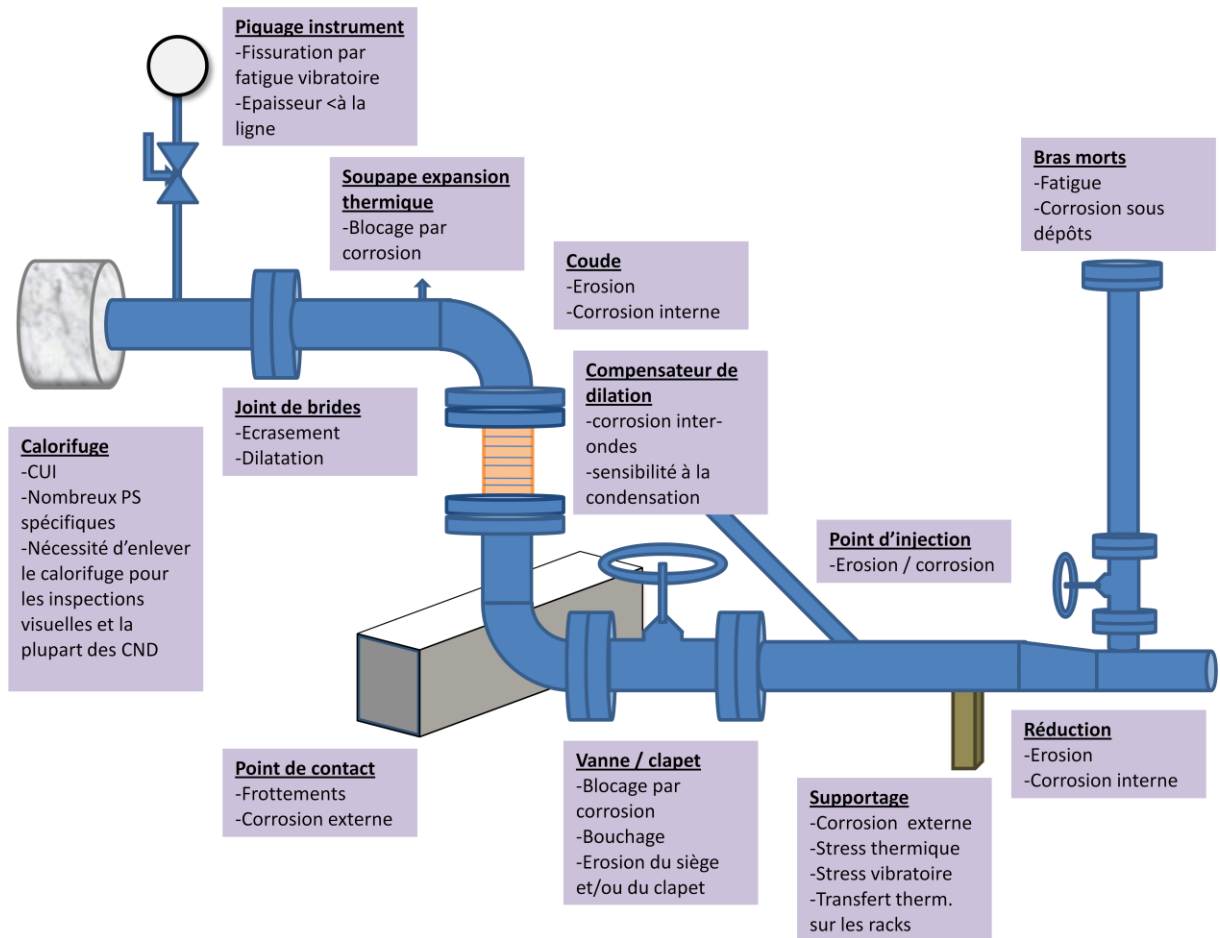 Piquage instrument
-Fissuration par
fatigue vibratoire
-Epaisseur <à la
ligne
Soupape expansion
thermique
-Blocage par
corrosion
Bras morts
-Fatigue
-Corrosion sous
dépôts
Coude
-Erosion
-Corrosion interne
Compensateur de
dilation
-corrosion inter-
ondes
-sensibilité à la
condensation
Joint de brides
-Ecrasement
-Dilatation
Calorifuge
-CUI
-Nombreux PS
spécifiques
-Nécessité d’enlever
le calorifuge pour
les inspections
visuelles et la
plupart des CND
Point d’injection
-Erosion / corrosion
Point de contact
-Frottements
-Corrosion externe
Vanne / clapet
-Blocage par
corrosion
-Bouchage
-Erosion du siège
et/ou du clapet
Supportage
-Corrosion  externe
-Stress thermique
-Stress vibratoire
-Transfert therm.
sur les racks
Réduction
-Erosion
-Corrosion interne